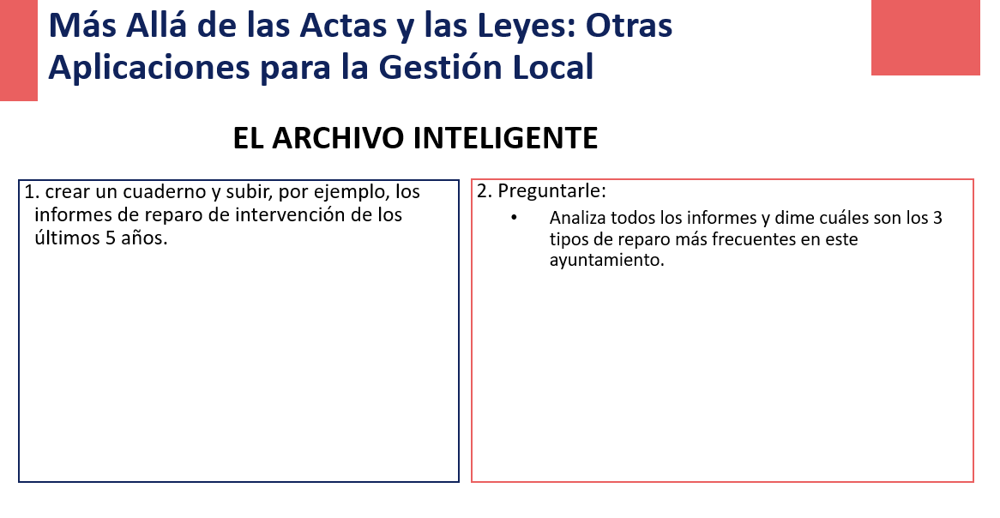 Más Allá de las Actas y las Leyes: Otras
Aplicaciones para la Gestión Local
EL ARCHIVO INTELIGENTE
1. crear un cuaderno y subir, por ejemplo, los
informes de reparo de intervención de los
últimos 5 años.
2. Preguntarle:
• Analiza todos los informes y dime cuáles son los 3
tipos de reparo más frecuentes en este
ayuntamiento.